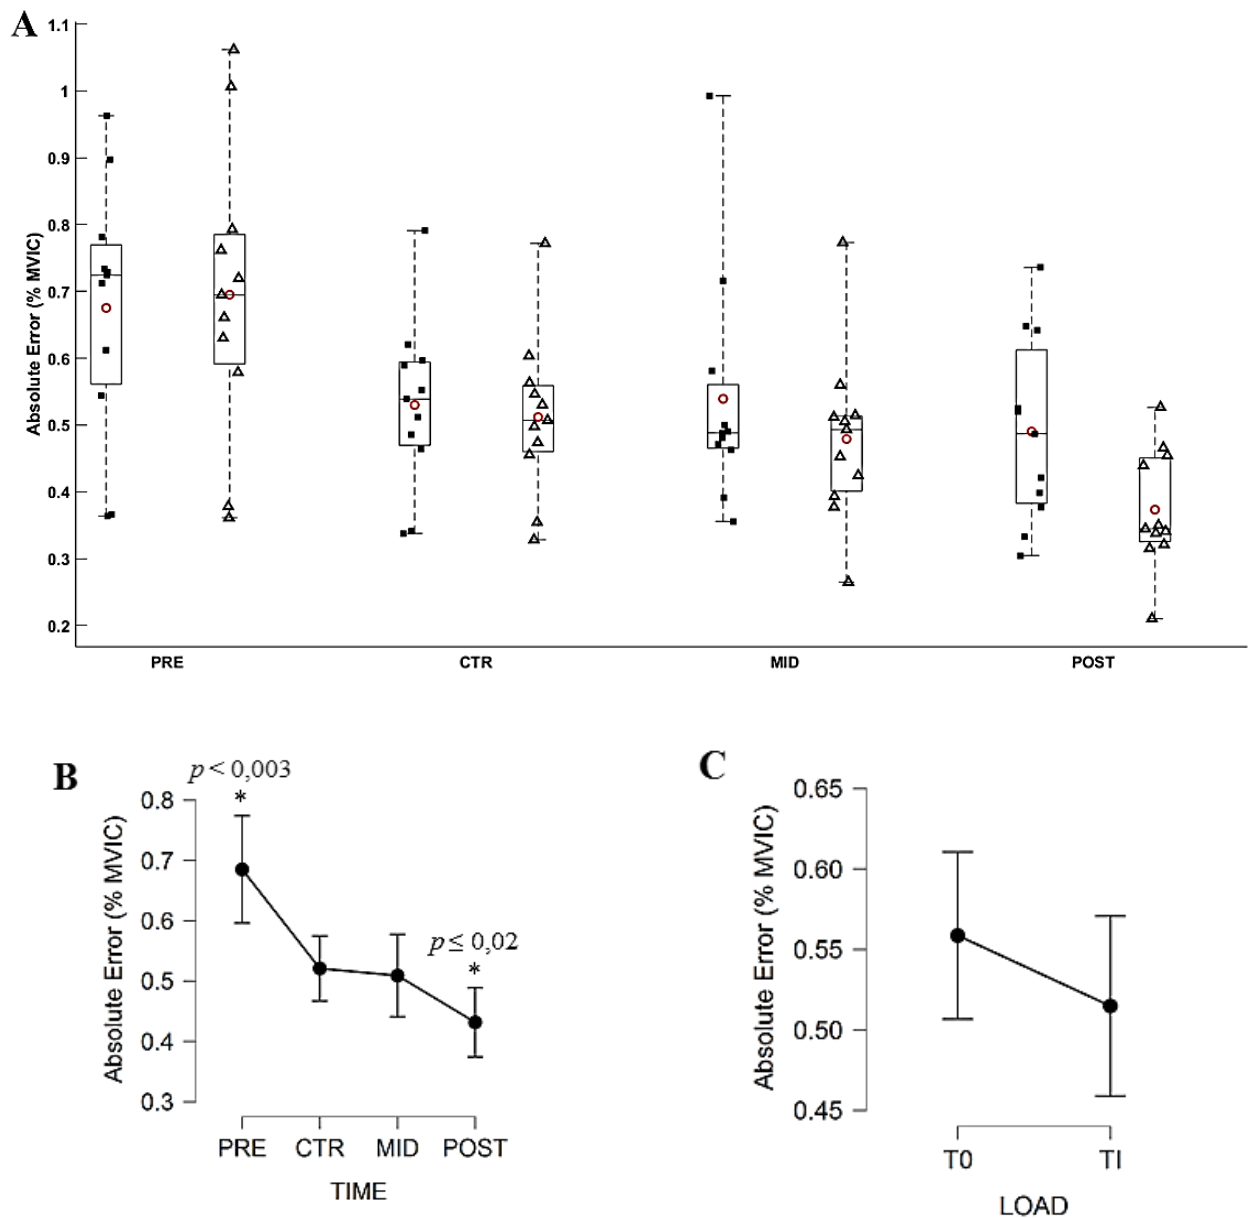 A
1.1
1
0.9
0.8
0.7
0.6
0.5
0.4
0.3
0.2
Absolute Error (% MVIC)
PRE CTR MID POST
B
p < 0,003
*
0.8
0.7
0.6
0.5
0.4
0.3
Absolute Error (% MVIC)
p ≤ 0,02
*
PRE CTR MID POST
TIME
C
0.65
0.60
0.55
0.50
0.45
Absolute Error (% MVIC)
T0 TI
LOAD